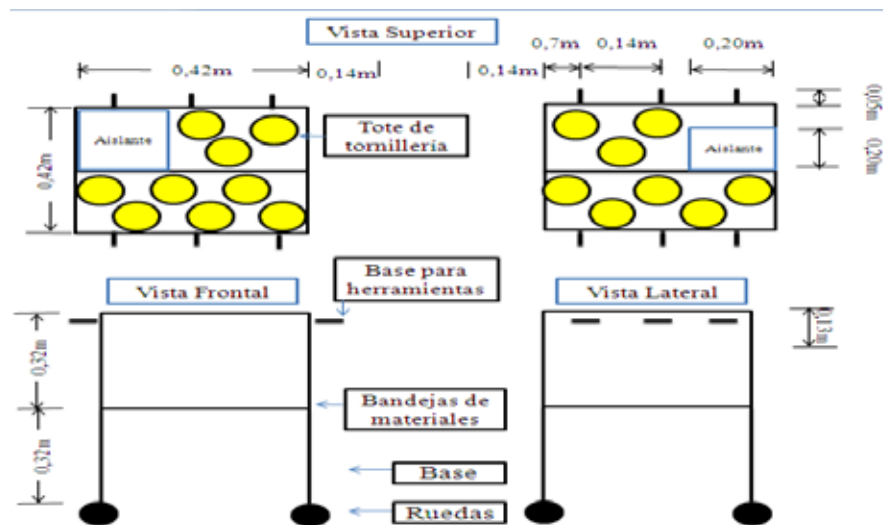 Vista Superior
0,7m 0,14m 0,20m
0,42m 0,14m 0,14m
0,05m
Aislante
Tote de
tornillería
0,42m
Aislante
0,20m
Base para
herramientas
Vista Frontal
Vista Lateral
0,13m
0,32m
Bandejas de
materiales
0,32m
Base
Ruedas